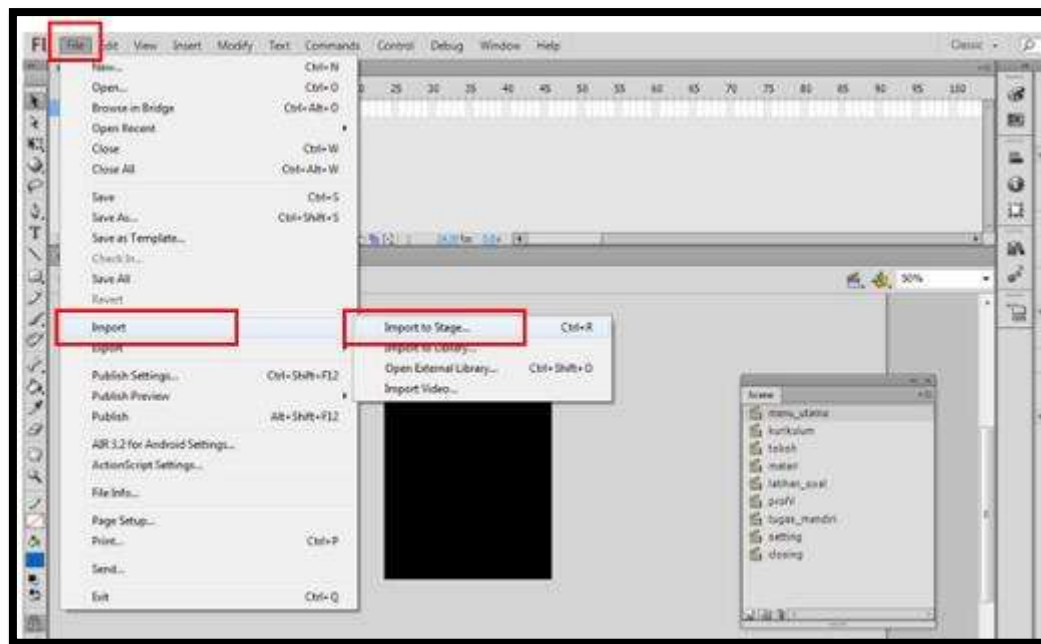 Fl File Edit View Insert Modify Text Commands Control Debug Window Help Classic
New... Ctrl+N
Open... Ctrl+O
Browse in Bridge Ctrl+Alt+O
Open Recent
Close Ctrl+W
Close All Ctrl+Alt+W
Save Ctrl+S
Save As... Ctrl+Shift+S
Save as Template...
Check In...
Save All
Revert
Import
Export
Publish Settings... Ctrl+Shift+F12
Publish Preview
Publish Alt+Shift+F12
AIR 3.2 for Android Settings...
ActionScript Settings...
File Info...
Page Setup...
Print... Ctrl+P
Send...
Exit Ctrl+Q
Import to Stage... Ctrl+R
Import to Library...
Open External Library... Ctrl+Shift+O
Import Video...
25 30 35 40 45 50 55 60 65 70 75 80 85 90 95 100
fps
50%
Scene
menu_utama
kurikulum
tokoh
materi
latihan_soal
profil
tugas_mandiri
setting
closing